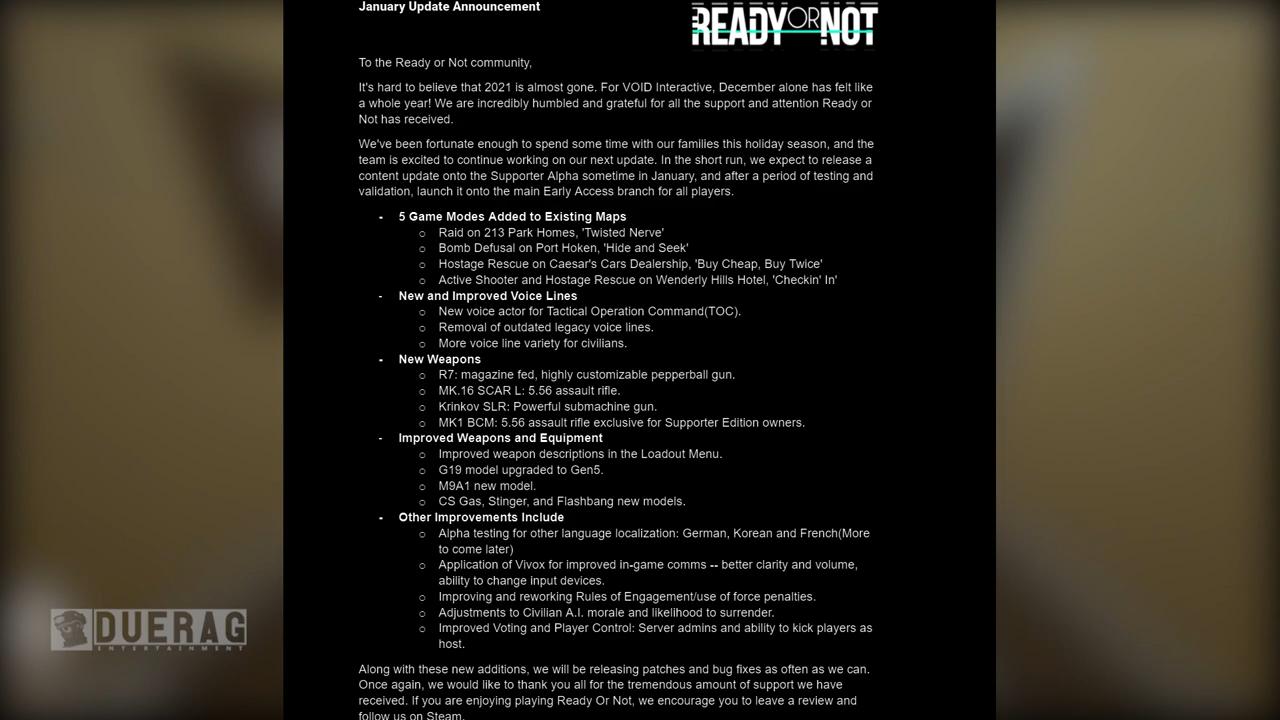 January Update Announcement
READY OR NOT
To the Ready or Not community,
It's hard to believe that 2021 is almost gone. For VOID Interactive, December alone has felt like
a whole year! We are incredibly humbled and grateful for all the support and attention Ready or
Not has received.
We've been fortunate enough to spend some time with our families this holiday season, and the
team is excited to continue working on our next update. In the short run, we expect to release a
content update onto the Supporter Alpha sometime in January, and after a period of testing and
validation, launch it onto the main Early Access branch for all players.
- 5 Game Modes Added to Existing Maps
○ Raid on 213 Park Homes, 'Twisted Nerve'
○ Bomb Defusal on Port Hoken, 'Hide and Seek'
○ Hostage Rescue on Caesar's Cars Dealership, 'Buy Cheap, Buy Twice'
○ Active Shooter and Hostage Rescue on Wenderly Hills Hotel, 'Checkin' In'
- New and Improved Voice Lines
○ New voice actor for Tactical Operation Command(TOC).
○ Removal of outdated legacy voice lines.
○ More voice line variety for civilians.
- New Weapons
○ R7: magazine fed, highly customizable pepperball gun.
○ MK.16 SCAR L: 5.56 assault rifle.
○ Krinkov SLR: Powerful submachine gun.
○ MK1 BCM: 5.56 assault rifle exclusive for Supporter Edition owners.
- Improved Weapons and Equipment
○ Improved weapon descriptions in the Loadout Menu.
○ G19 model upgraded to Gen5.
○ M9A1 new model.
○ CS Gas, Stinger, and Flashbang new models.
- Other Improvements Include
○ Alpha testing for other language localization: German, Korean and French(More
to come later)
○ Application of Vivox for improved in-game comms -- better clarity and volume,
ability to change input devices.
○ Improving and reworking Rules of Engagement/use of force penalties.
○ Adjustments to Civilian A.I. morale and likelihood to surrender.
○ Improved Voting and Player Control: Server admins and ability to kick players as
host.
Along with these new additions, we will be releasing patches and bug fixes as often as we can.
Once again, we would like to thank you all for the tremendous amount of support we have
received. If you are enjoying playing Ready Or Not, we encourage you to leave a review and
follow us on Steam.
DUERAG
ENTERTAINMENT